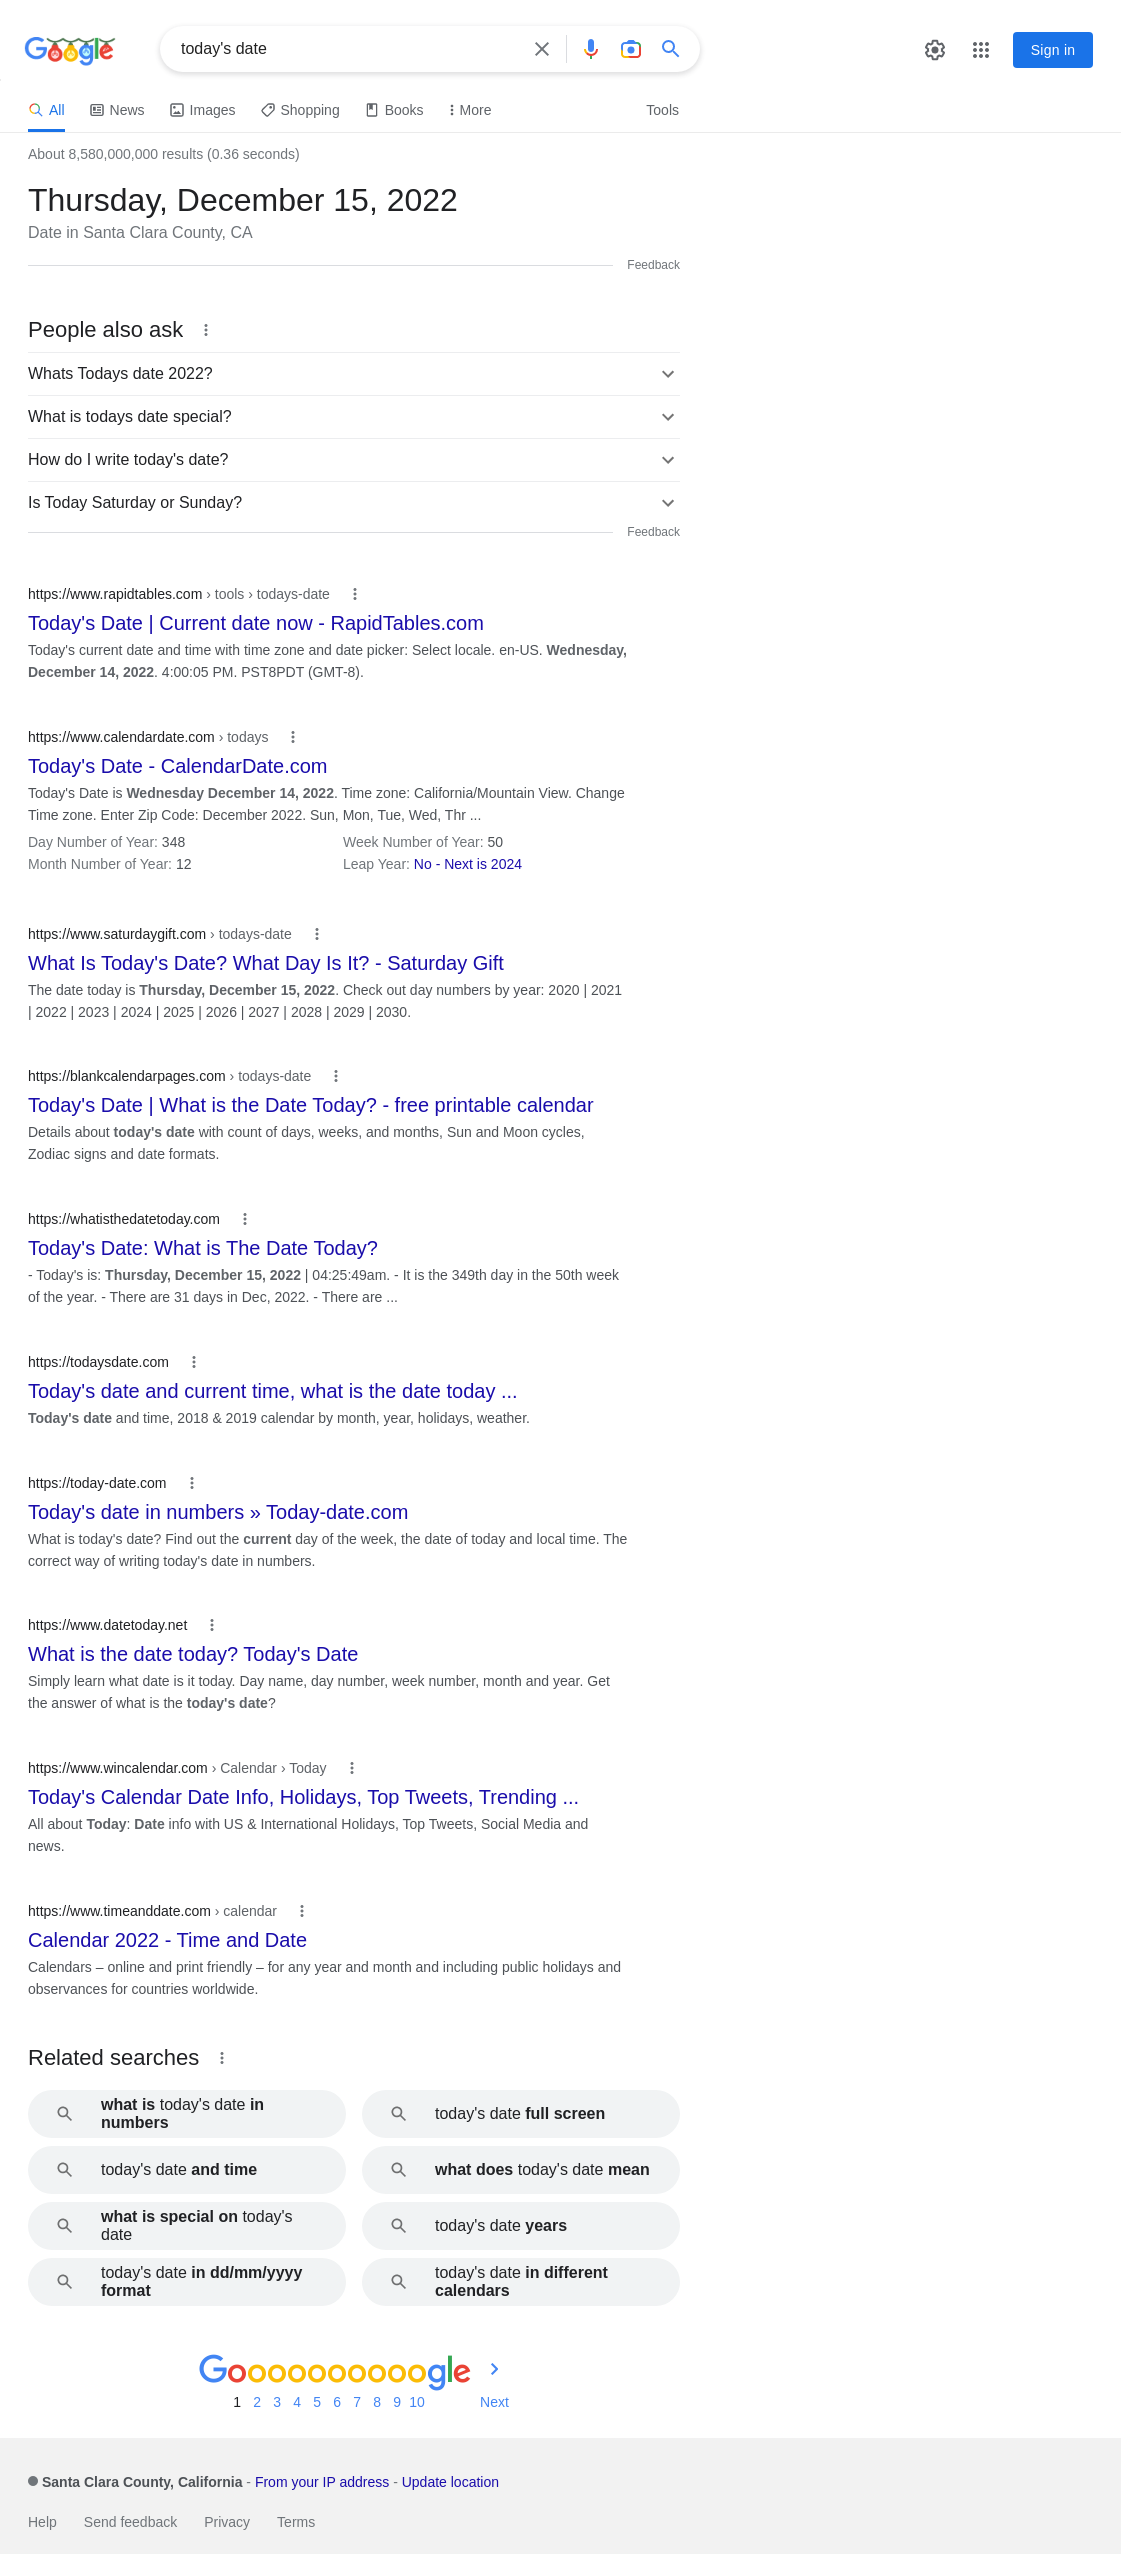 Google
today's date
Sign in
All News Images Shopping Books More Tools
About 8,580,000,000 results (0.36 seconds)
Thursday, December 15, 2022
Date in Santa Clara County, CA
Feedback
People also ask
Whats Todays date 2022?
What is todays date special?
How do I write today's date?
Is Today Saturday or Sunday?
Feedback
https://www.rapidtables.com › tools › todays-date
Today's Date | Current date now - RapidTables.com
Today's current date and time with time zone and date picker: Select locale. en-US. Wednesday,
December 14, 2022. 4:00:05 PM. PST8PDT (GMT-8).
https://www.calendardate.com › todays
Today's Date - CalendarDate.com
Today's Date is Wednesday December 14, 2022. Time zone: California/Mountain View. Change
Time zone. Enter Zip Code: December 2022. Sun, Mon, Tue, Wed, Thr ...
Day Number of Year: 348 Week Number of Year: 50
Month Number of Year: 12 Leap Year: No - Next is 2024
https://www.saturdaygift.com › todays-date
What Is Today's Date? What Day Is It? - Saturday Gift
The date today is Thursday, December 15, 2022. Check out day numbers by year: 2020 | 2021
| 2022 | 2023 | 2024 | 2025 | 2026 | 2027 | 2028 | 2029 | 2030.
https://blankcalendarpages.com › todays-date
Today's Date | What is the Date Today? - free printable calendar
Details about today's date with count of days, weeks, and months, Sun and Moon cycles,
Zodiac signs and date formats.
https://whatisthedatetoday.com
Today's Date: What is The Date Today?
- Today's is: Thursday, December 15, 2022 | 04:25:49am. - It is the 349th day in the 50th week
of the year. - There are 31 days in Dec, 2022. - There are ...
https://todaysdate.com
Today's date and current time, what is the date today ...
Today's date and time, 2018 & 2019 calendar by month, year, holidays, weather.
https://today-date.com
Today's date in numbers » Today-date.com
What is today's date? Find out the current day of the week, the date of today and local time. The
correct way of writing today's date in numbers.
https://www.datetoday.net
What is the date today? Today's Date
Simply learn what date is it today. Day name, day number, week number, month and year. Get
the answer of what is the today's date?
https://www.wincalendar.com › Calendar › Today
Today's Calendar Date Info, Holidays, Top Tweets, Trending ...
All about Today: Date info with US & International Holidays, Top Tweets, Social Media and
news.
https://www.timeanddate.com › calendar
Calendar 2022 - Time and Date
Calendars – online and print friendly – for any year and month and including public holidays and
observances for countries worldwide.
Related searches
what is today's date in
numbers
today's date full screen
today's date and time
what does today's date mean
what is special on today's
date
today's date years
today's date in dd/mm/yyyy
format
today's date in different
calendars
Goooooooooogle
1 2 3 4 5 6 7 8 9 10 Next
Santa Clara County, California - From your IP address - Update location
Help Send feedback Privacy Terms